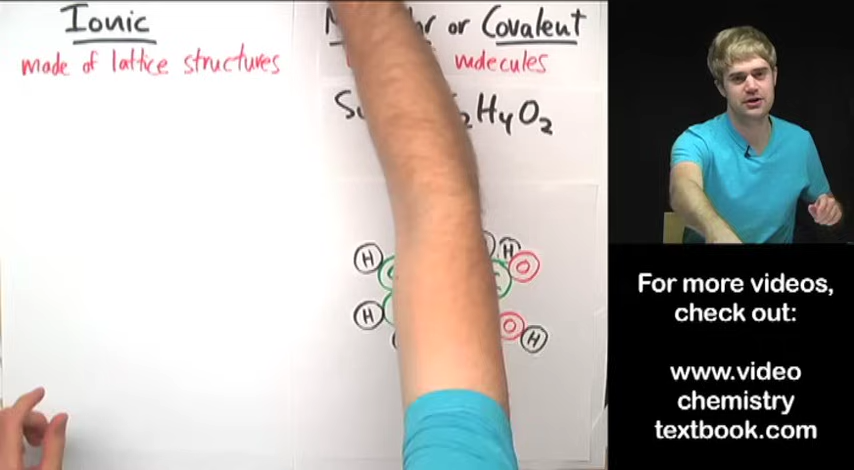 Ionic
made of lattice structures
or Covalent
molecules
H4O2
H
H
O
H
O
H
For more videos,
check out:
www.video
chemistry
textbook.com